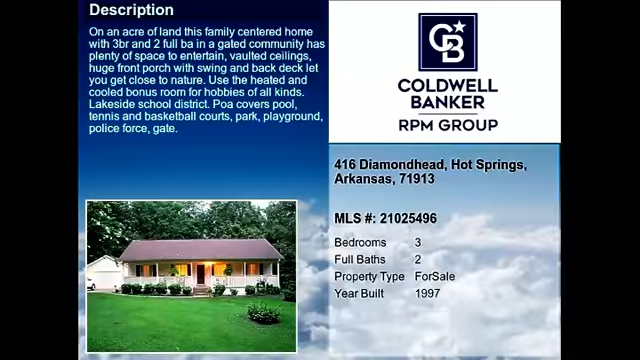 Description
On an acre of land this family centered home
with 3br and 2 full ba in a gated community has
plenty of space to entertain, vaulted ceilings,
huge front porch with swing and back deck let
you get close to nature. Use the heated and
cooled bonus room for hobbies of all kinds.
Lakeside school district. Poa covers pool,
tennis and basketball courts, park, playground,
police force, gate.
CB
COLDWELL
BANKER
RPM GROUP
416 Diamondhead, Hot Springs,
Arkansas, 71913
MLS #: 21025496
Bedrooms 3
Full Baths 2
Property Type ForSale
Year Built 1997